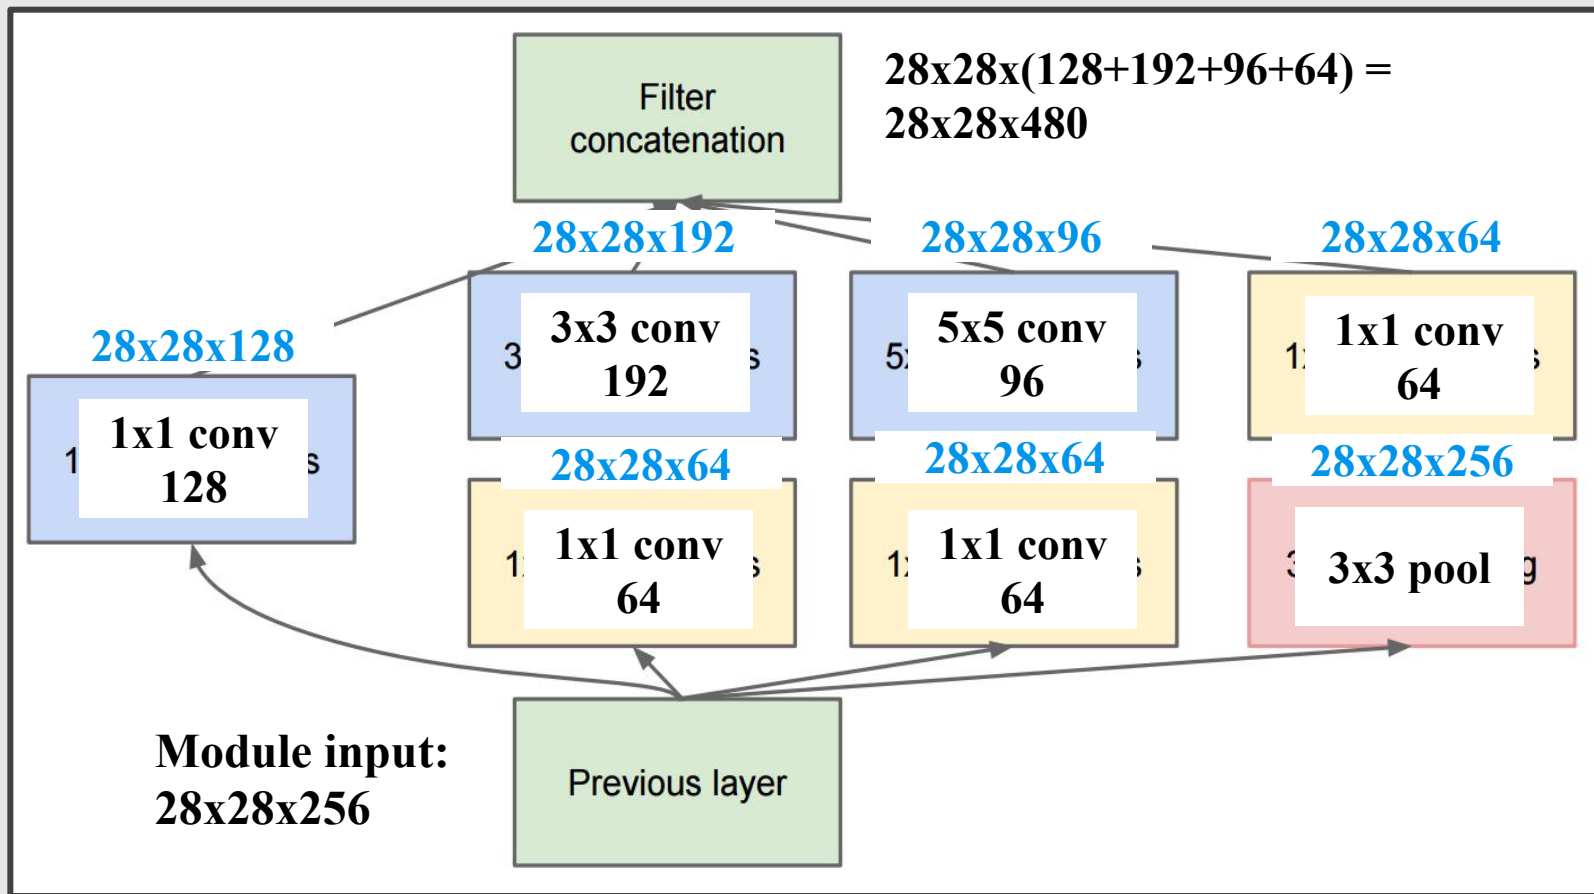 Filter
concatenation
28x28x(128+192+96+64) =
28x28x480
28x28x192
28x28x96
28x28x64
28x28x128
3x3 conv
192
5x5 conv
96
1x1 conv
64
1x1 conv
128
28x28x64
28x28x64
28x28x256
1x1 conv
64
1x1 conv
64
3x3 pool
Module input:
28x28x256
Previous layer